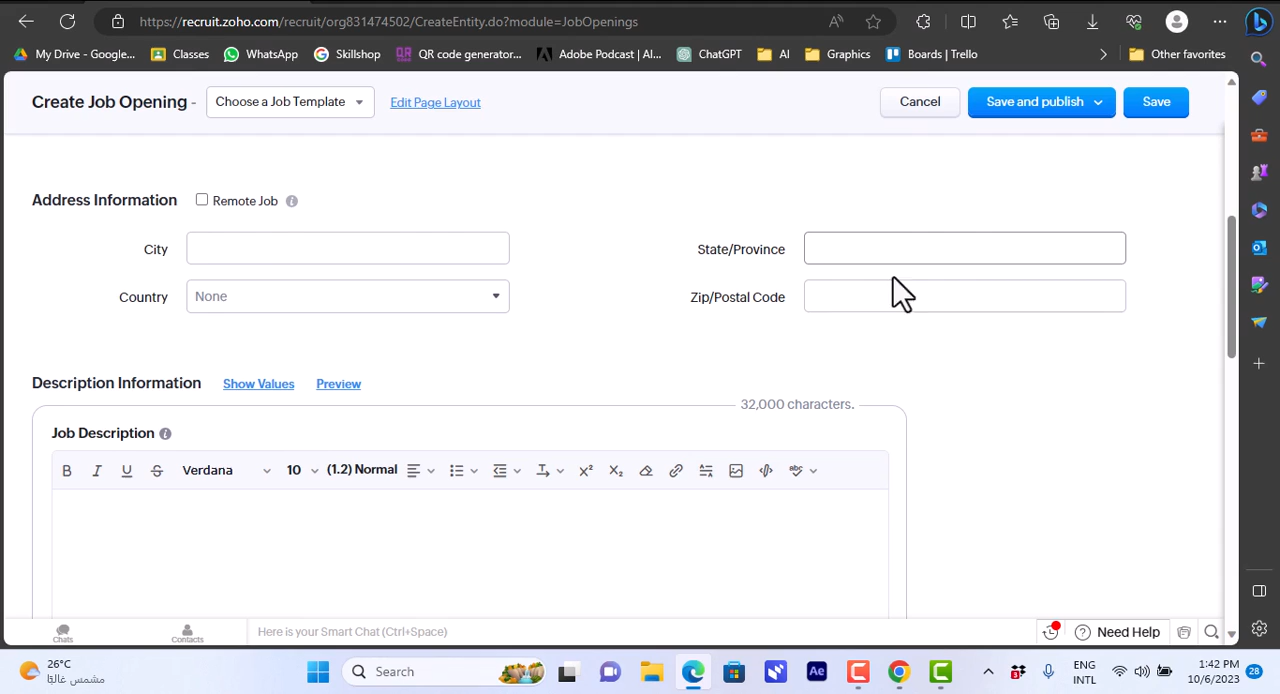 https://recruit.zoho.com/recruit/org831474502/CreateEntity.do?module=JobOpenings
My Drive - Google... Classes WhatsApp Skillshop QR code generator... Adobe Podcast | AI... ChatGPT AI Graphics Boards | Trello Other favorites
Create Job Opening - Choose a Job Template Edit Page Layout Cancel Save and publish Save
Address Information Remote Job
City State/Province
Country None Zip/Postal Code
Description Information Show Values Preview
32,000 characters.
Job Description
B I U S Verdana 10 (1.2) Normal
Chats Contacts Here is your Smart Chat (Ctrl+Space) Need Help
26°C مشمس غالبًا Search Ae ENG INTL 1:42 PM 10/6/2023 28